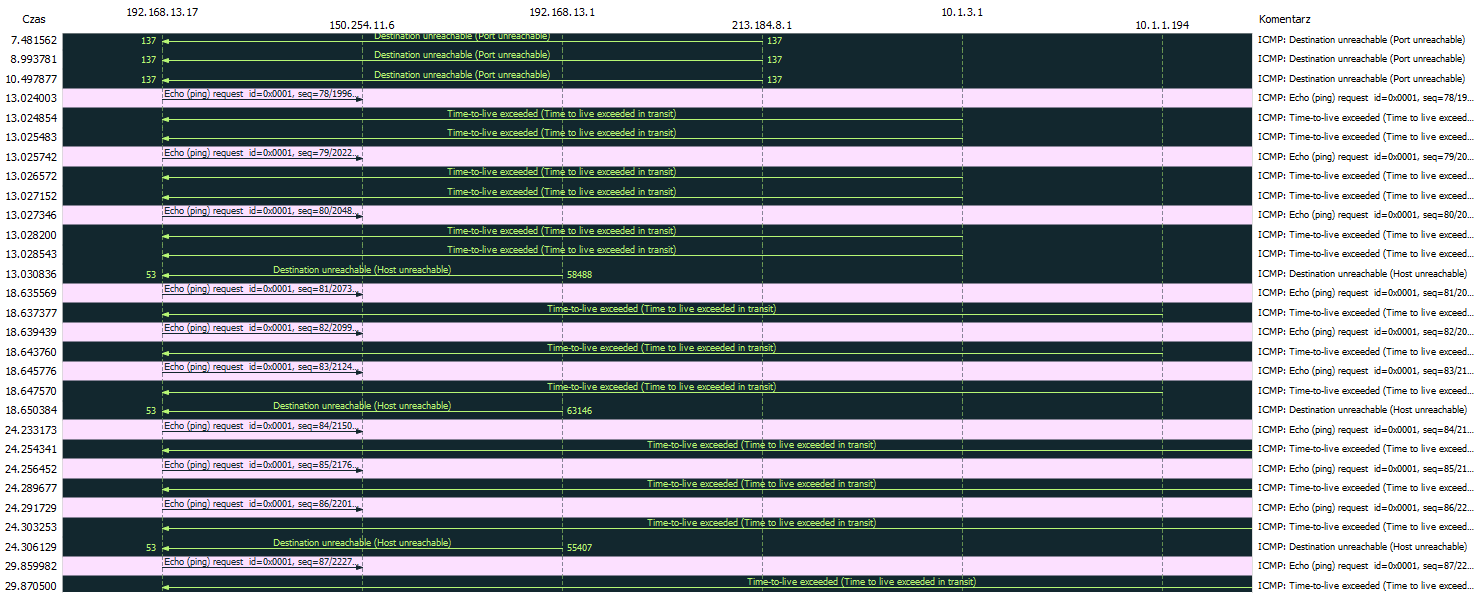 Czas 192.168.13.17 150.254.11.6 192.168.13.1 213.184.8.1 10.1.3.1 10.1.1.194 Komentarz
7.481562 137 Destination unreachable (Port unreachable) 137 ICMP: Destination unreachable (Port unreachable)
8.993781 137 Destination unreachable (Port unreachable) 137 ICMP: Destination unreachable (Port unreachable)
10.497877 137 Destination unreachable (Port unreachable) 137 ICMP: Destination unreachable (Port unreachable)
13.024003 Echo (ping) request id=0x0001, seq=78/1996... ICMP: Echo (ping) request id=0x0001, seq=78/19...
13.024854 Time-to-live exceeded (Time to live exceeded in transit) ICMP: Time-to-live exceeded (Time to live exceed...
13.025483 Time-to-live exceeded (Time to live exceeded in transit) ICMP: Time-to-live exceeded (Time to live exceed...
13.025742 Echo (ping) request id=0x0001, seq=79/2022... ICMP: Echo (ping) request id=0x0001, seq=79/20...
13.026572 Time-to-live exceeded (Time to live exceeded in transit) ICMP: Time-to-live exceeded (Time to live exceed...
13.027152 Time-to-live exceeded (Time to live exceeded in transit) ICMP: Time-to-live exceeded (Time to live exceed...
13.027346 Echo (ping) request id=0x0001, seq=80/2048... ICMP: Echo (ping) request id=0x0001, seq=80/20...
13.028200 Time-to-live exceeded (Time to live exceeded in transit) ICMP: Time-to-live exceeded (Time to live exceed...
13.028543 Time-to-live exceeded (Time to live exceeded in transit) ICMP: Time-to-live exceeded (Time to live exceed...
13.030836 53 Destination unreachable (Host unreachable) 58488 ICMP: Destination unreachable (Host unreachable)
18.635569 Echo (ping) request id=0x0001, seq=81/2073... ICMP: Echo (ping) request id=0x0001, seq=81/20...
18.637377 Time-to-live exceeded (Time to live exceeded in transit) ICMP: Time-to-live exceeded (Time to live exceed...
18.639439 Echo (ping) request id=0x0001, seq=82/2099... ICMP: Echo (ping) request id=0x0001, seq=82/20...
18.643760 Time-to-live exceeded (Time to live exceeded in transit) ICMP: Time-to-live exceeded (Time to live exceed...
18.645776 Echo (ping) request id=0x0001, seq=83/2124... ICMP: Echo (ping) request id=0x0001, seq=83/21...
18.647570 Time-to-live exceeded (Time to live exceeded in transit) ICMP: Time-to-live exceeded (Time to live exceed...
18.650384 53 Destination unreachable (Host unreachable) 63146 ICMP: Destination unreachable (Host unreachable)
24.233173 Echo (ping) request id=0x0001, seq=84/2150... ICMP: Echo (ping) request id=0x0001, seq=84/21...
24.254341 Time-to-live exceeded (Time to live exceeded in transit) ICMP: Time-to-live exceeded (Time to live exceed...
24.256452 Echo (ping) request id=0x0001, seq=85/2176... ICMP: Echo (ping) request id=0x0001, seq=85/21...
24.289677 Time-to-live exceeded (Time to live exceeded in transit) ICMP: Time-to-live exceeded (Time to live exceed...
24.291729 Echo (ping) request id=0x0001, seq=86/2201... ICMP: Echo (ping) request id=0x0001, seq=86/22...
24.303253 Time-to-live exceeded (Time to live exceeded in transit) ICMP: Time-to-live exceeded (Time to live exceed...
24.306129 53 Destination unreachable (Host unreachable) 55407 ICMP: Destination unreachable (Host unreachable)
29.859982 Echo (ping) request id=0x0001, seq=87/2227... ICMP: Echo (ping) request id=0x0001, seq=87/22...
29.870500 Time-to-live exceeded (Time to live exceeded in transit) ICMP: Time-to-live exceeded (Time to live exceed...